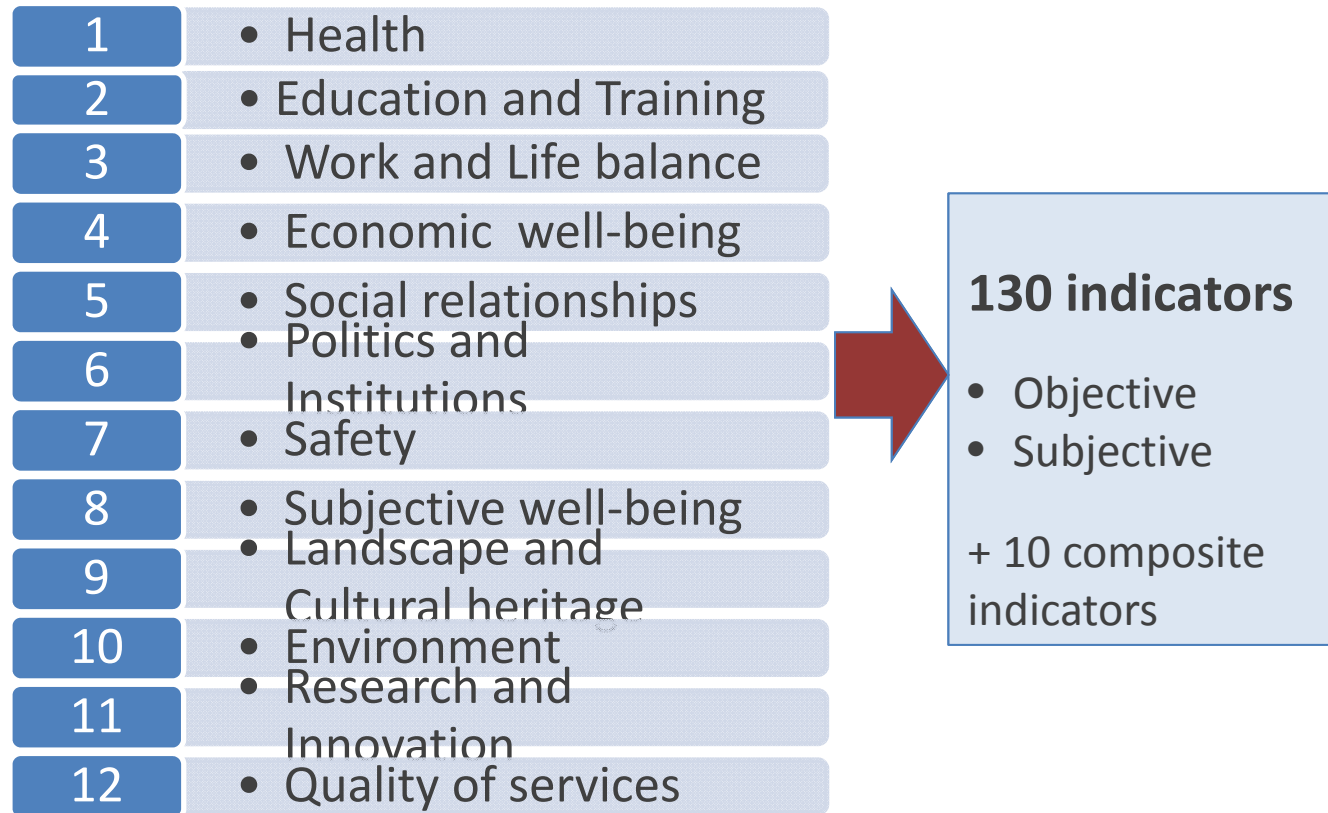 1 • Health
2 • Education and Training
3 • Work and Life balance
4 • Economic well-being
5 • Social relationships
6 • Politics and
Institutions
7 • Safety
8 • Subjective well-being
9 • Landscape and
Cultural heritage
10 • Environment
11 • Research and
Innovation
12 • Quality of services
130 indicators
• Objective
• Subjective
+ 10 composite
indicators